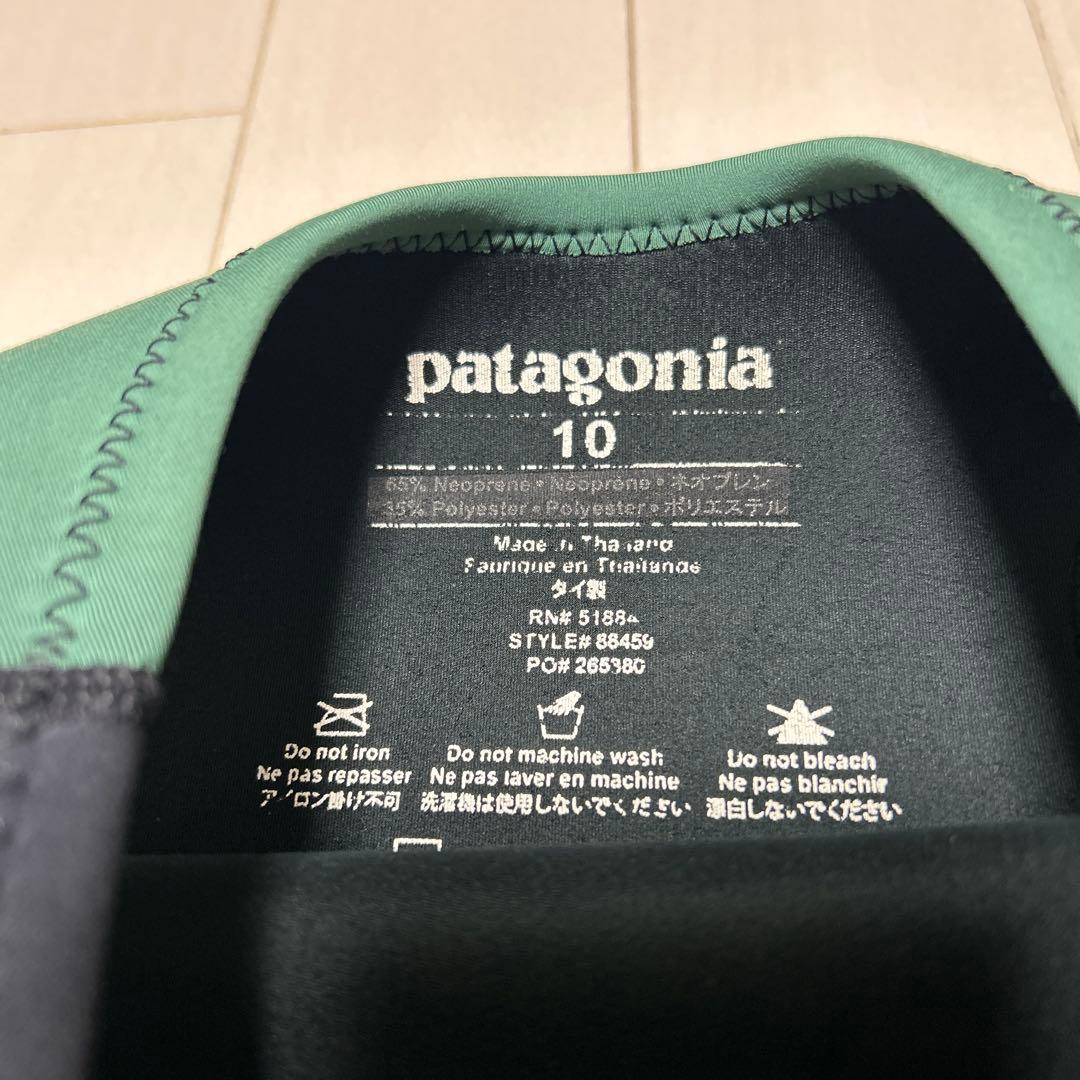 patagonia
10
65% Neoprene • Néoprène • ネオプレン
35% Polyester • Polyester • ポリエステル
Made in Thailand
Fabriqué en Thaïlande
タイ製
RN# 51884
STYLE# 88459
PO# 265380
Do not iron
Ne pas repasser
アイロン掛け不可
Do not machine wash
Ne pas laver en machine
洗濯機は使用しないでください
Do not bleach
Ne pas blanchir
漂白しないでください